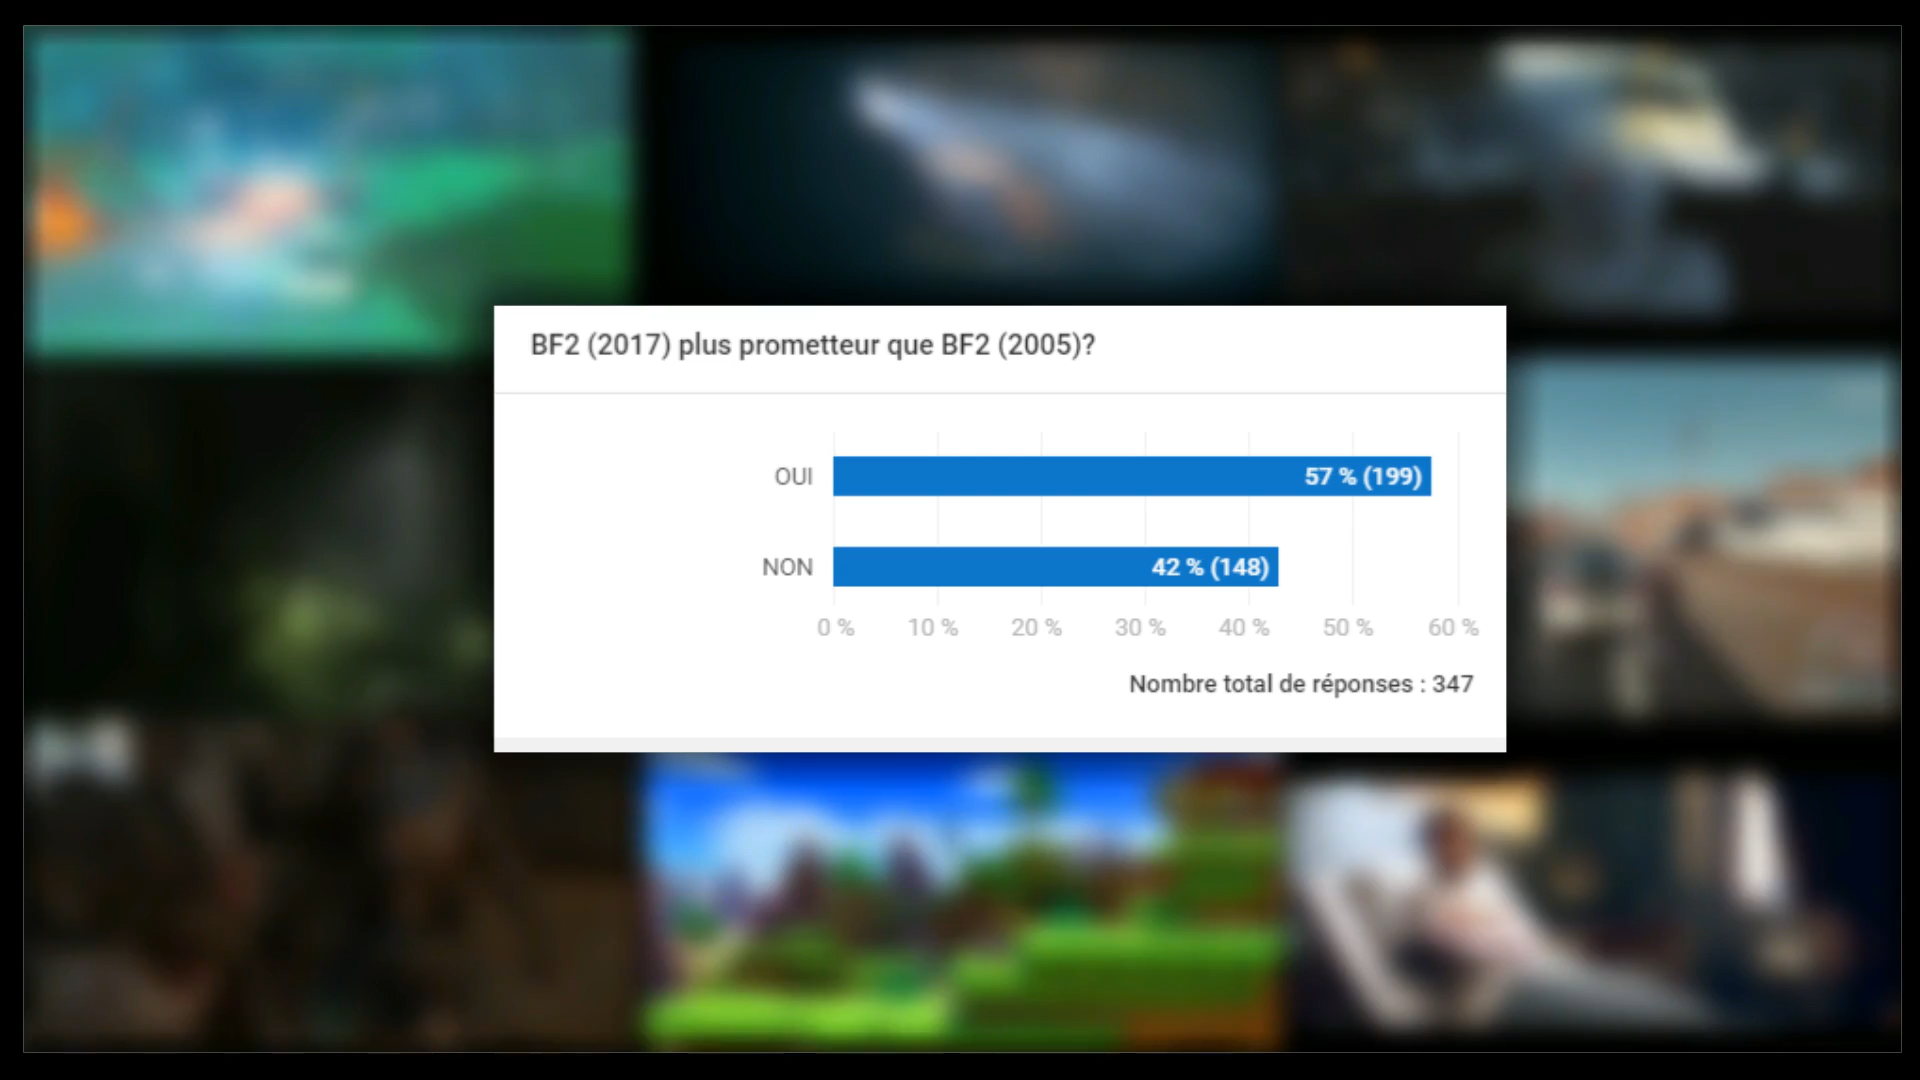 BF2 (2017) plus prometteur que BF2 (2005)?
OUI 57 % (199)
NON 42 % (148)
0 % 10 % 20 % 30 % 40 % 50 % 60 %
Nombre total de réponses : 347